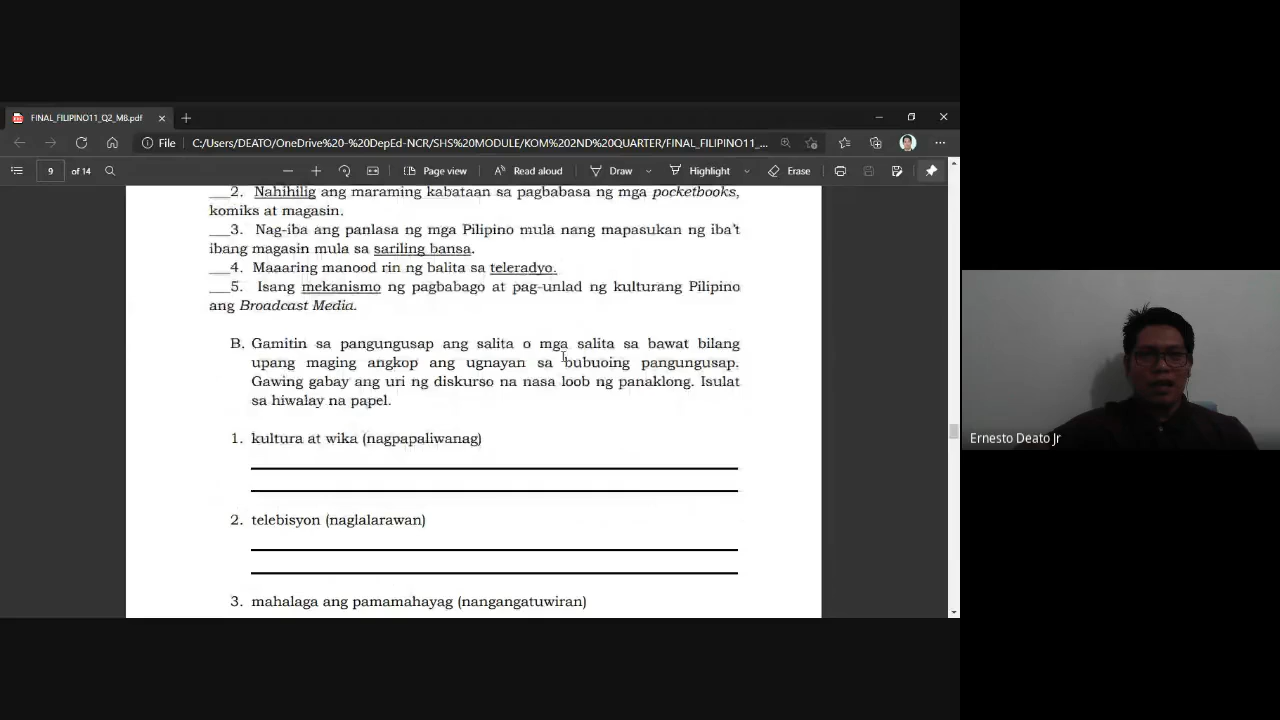 FINAL_FILIPINO11_Q2_M6.pdf
File
C:/Users/DEATO/OneDrive%20-%20DepEd-NCR/SHS%20MODULE/KOM%202ND%20QUARTER/FINAL_FILIPINO11_...
9 of 14
Page view
Read aloud
Draw
Highlight
Erase
___2. Nahihilig ang maraming kabataan sa pagbabasa ng mga pocketbooks,
komiks at magasin.
___3. Nag-iba ang panlasa ng mga Pilipino mula nang mapasukan ng iba't
ibang magasin mula sa sariling bansa.
___4. Maaaring manood rin ng balita sa teleradyo.
___5. Isang mekanismo ng pagbabago at pag-unlad ng kulturang Pilipino
ang Broadcast Media.
B. Gamitin sa pangungusap ang salita o mga salita sa bawat bilang
upang maging angkop ang ugnayan sa bubuoing pangungusap.
Gawing gabay ang uri ng diskurso na nasa loob ng panaklong. Isulat
sa hiwalay na papel.
1. kultura at wika (nagpapaliwanag)
2. telebisyon (naglalarawan)
3. mahalaga ang pamamahayag (nangangatuwiran)
Ernesto Deato Jr